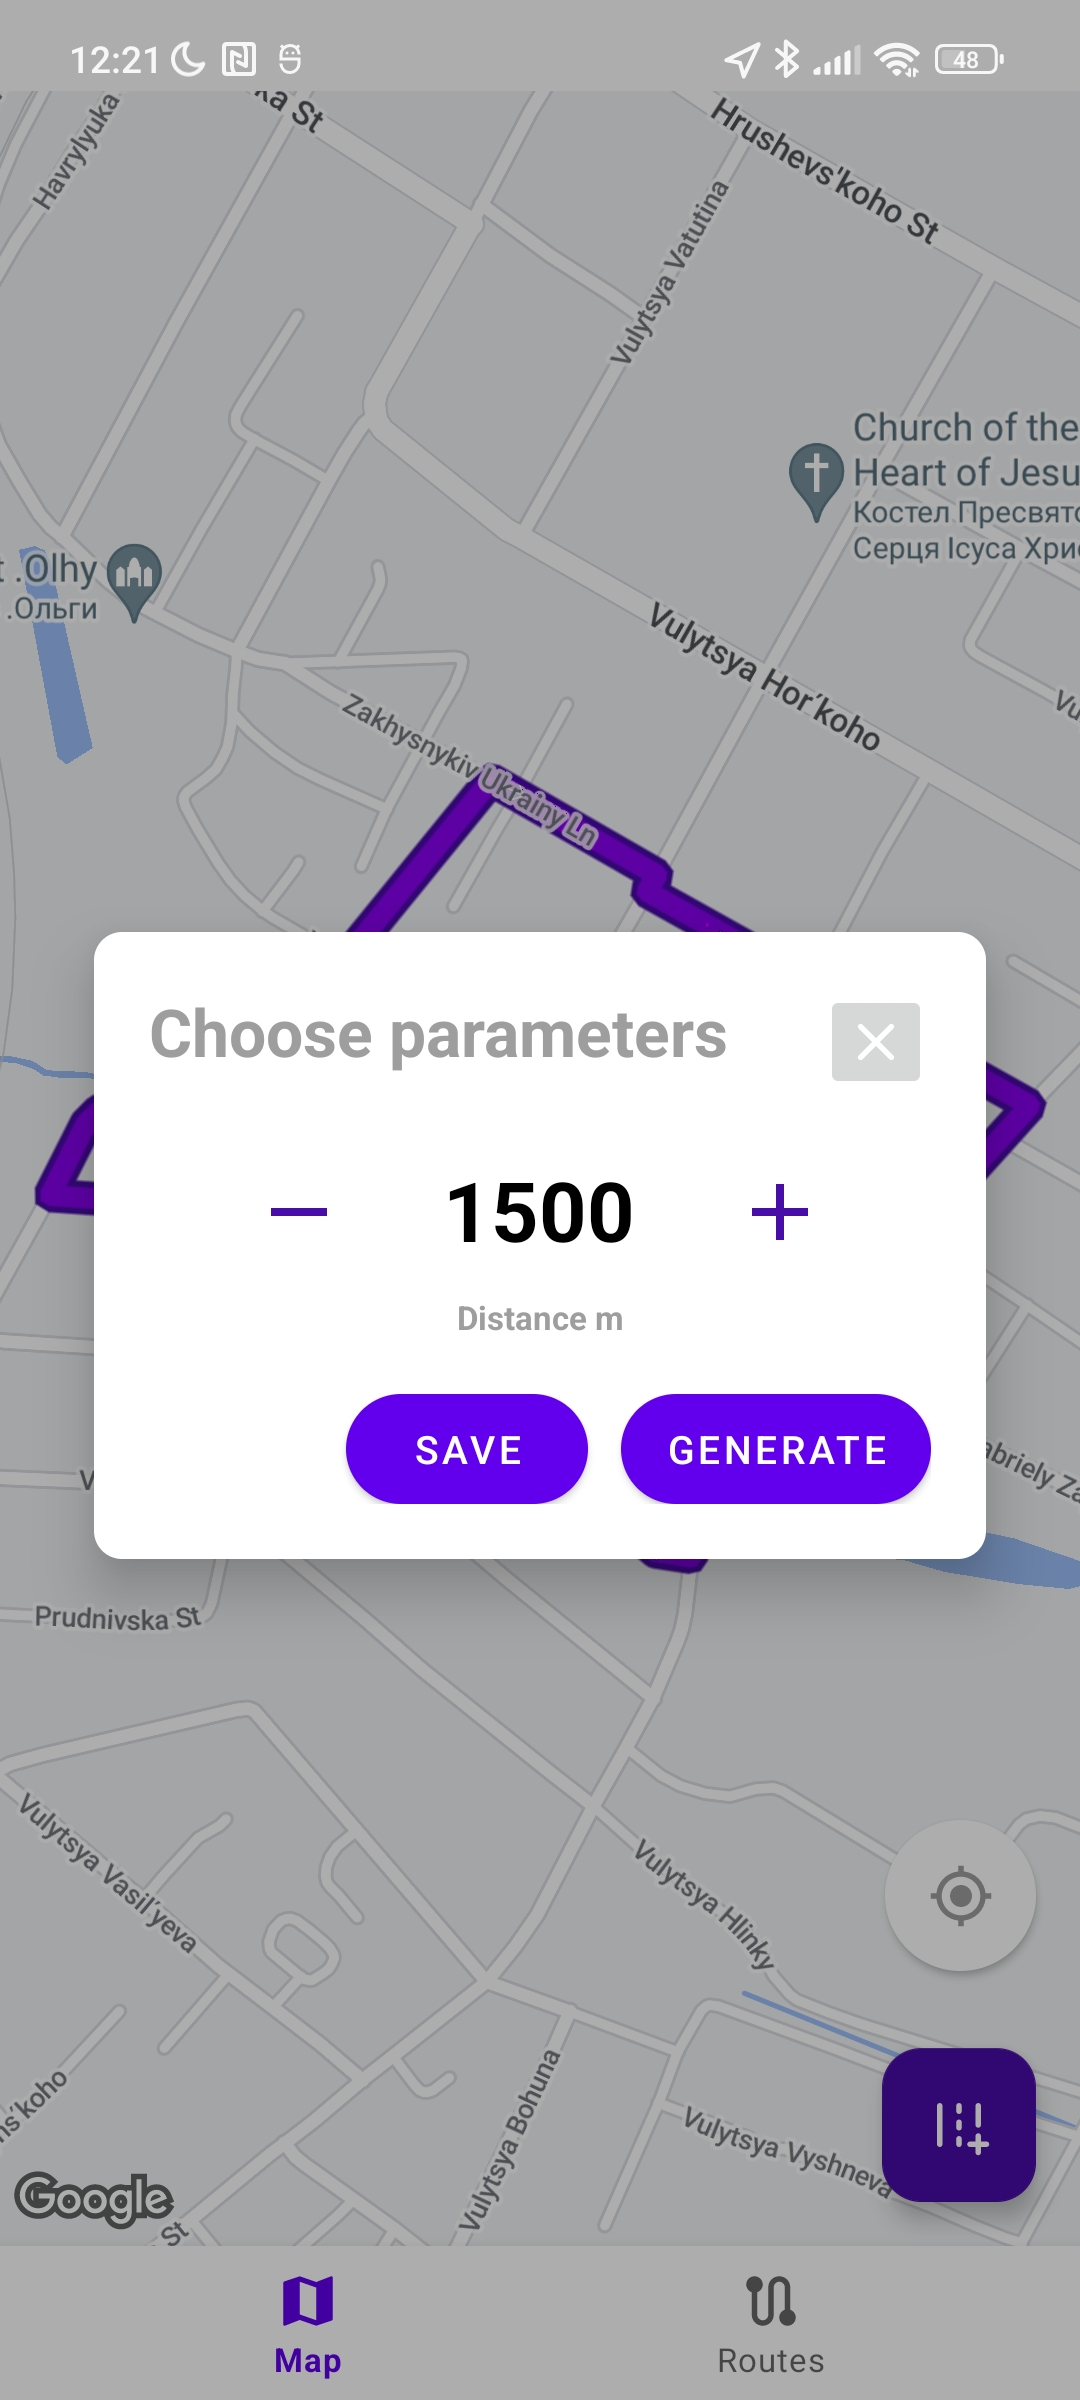 12:21
48
ka St
Havrylyuka
Hrushevs'koho St
Vulytsya Vatutina
Church of the
Heart of Jesu
Костел Пресвято
Серця Ісуса Хри
t .Olhy
.Ольги
Vulytsya Hor'koho
Vu
Zakhysnykiv Ukrainy Ln
Choose parameters
1500
Distance m
SAVE
GENERATE
abriely Za
V
Prudnivska St
Vulytsya Vasil'yeva
Vulytsya Hlinky
ns'koho
Vulytsya Bohuna
Vulytsya Vyshneva
Google
St
Map
Routes